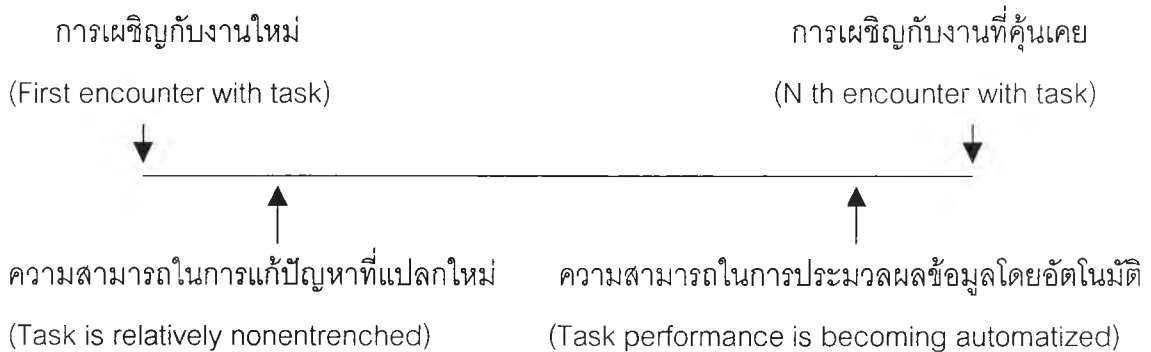 การเผชิญกับงานใหม่
(First encounter with task)
การเผชิญกับงานที่คุ้นเคย
(N th encounter with task)
ความสามารถในการแก้ปัญหาที่แปลกใหม่
(Task is relatively nonentrenched)
ความสามารถในการประมวลผลข้อมูลโดยอัตโนมัติ
(Task performance is becoming automatized)